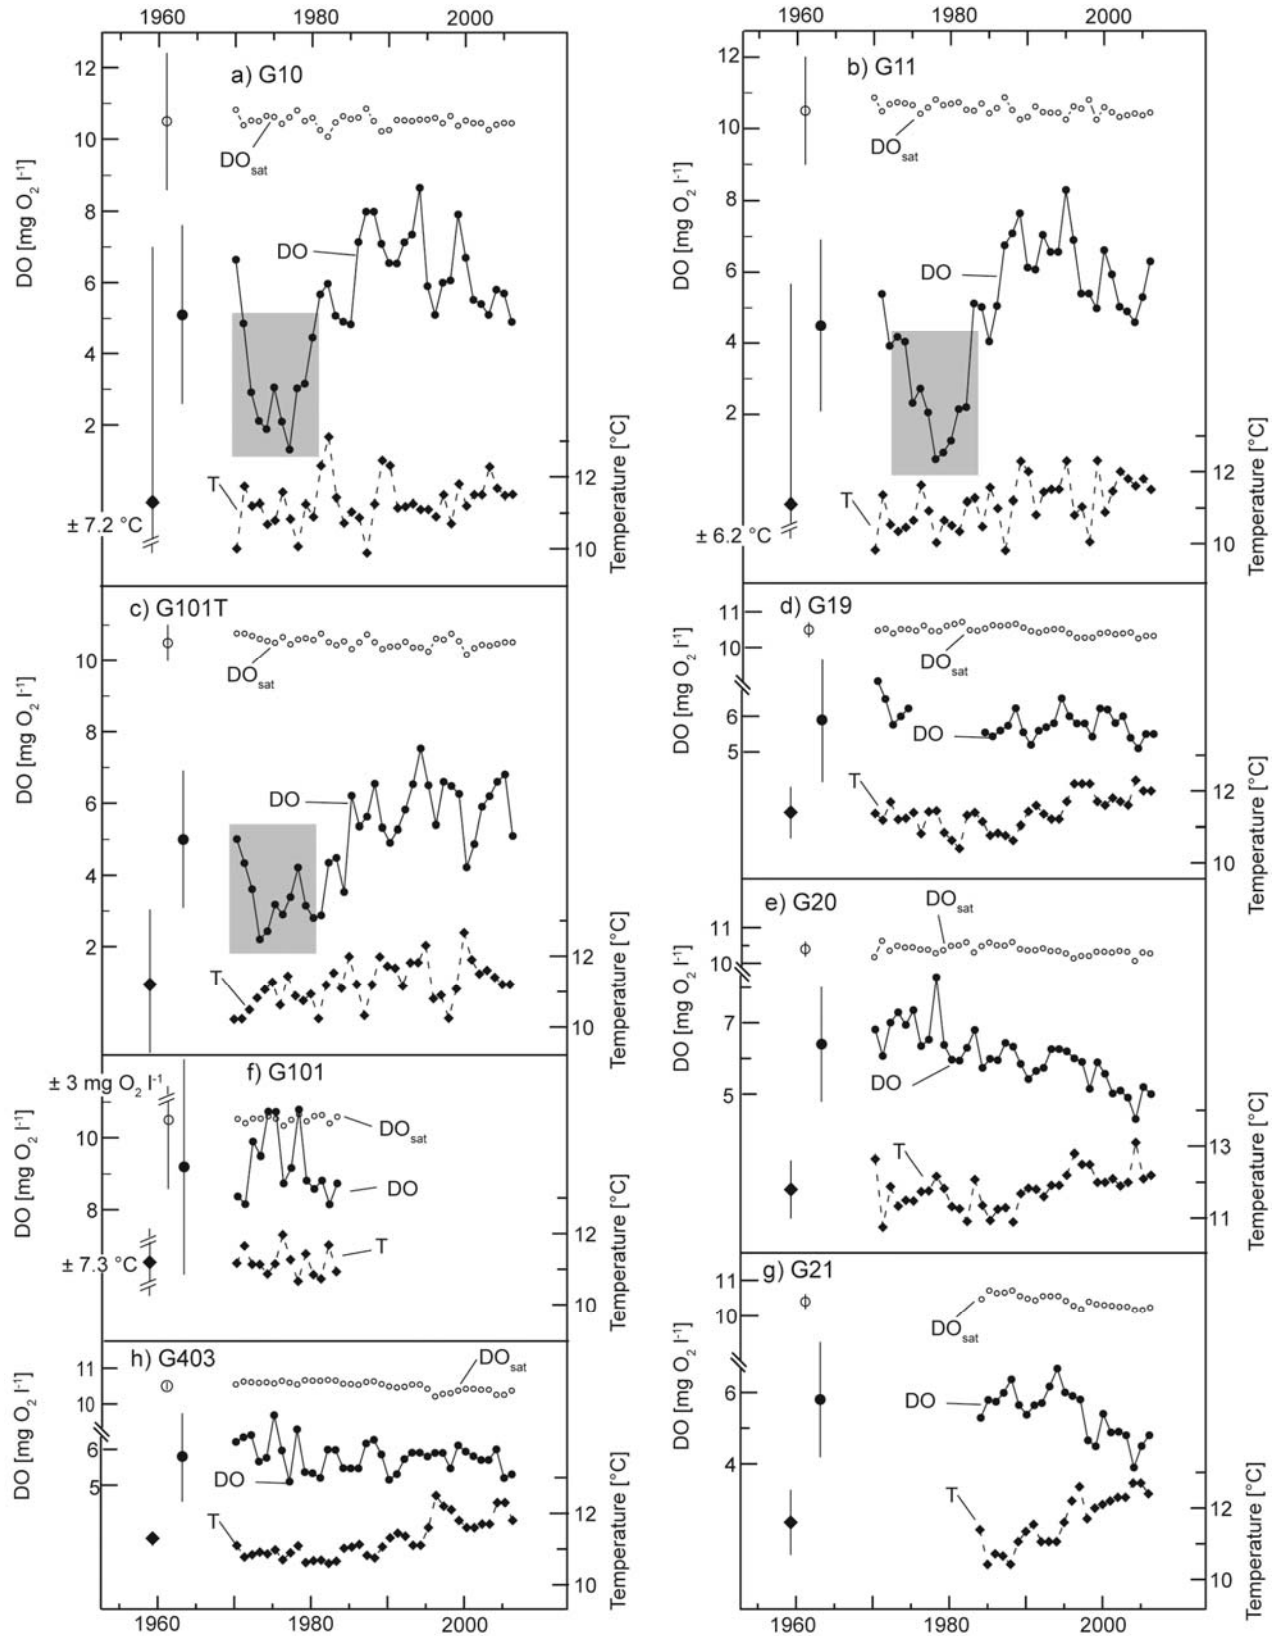 1960 1980 2000
1960 1980 2000
a) G10
12
10
8
6
4
2
DO [mg O2 l-1]
DOsat
DO
T
± 7.2 °C
12
10
Temperature [°C]
b) G11
12
10
8
6
4
2
DO [mg O2 l-1]
DOsat
DO
T
± 6.2 °C
12
10
Temperature [°C]
c) G101T
10
8
6
4
2
DO [mg O2 l-1]
DOsat
DO
T
12
10
Temperature [°C]
d) G19
11
10
6
5
DO [mg O2 l-1]
DOsat
DO
T
12
10
Temperature [°C]
e) G20
11
10
7
5
DO [mg O2 l-1]
DOsat
DO
T
13
11
Temperature [°C]
f) G101
± 3 mg O2 l-1
10
8
DO [mg O2 l-1]
DOsat
DO
T
± 7.3 °C
12
10
Temperature [°C]
g) G21
11
10
6
4
DO [mg O2 l-1]
DOsat
DO
T
12
10
Temperature [°C]
h) G403
11
10
6
5
DO [mg O2 l-1]
DOsat
DO
T
12
10
Temperature [°C]
1960 1980 2000
1960 1980 2000